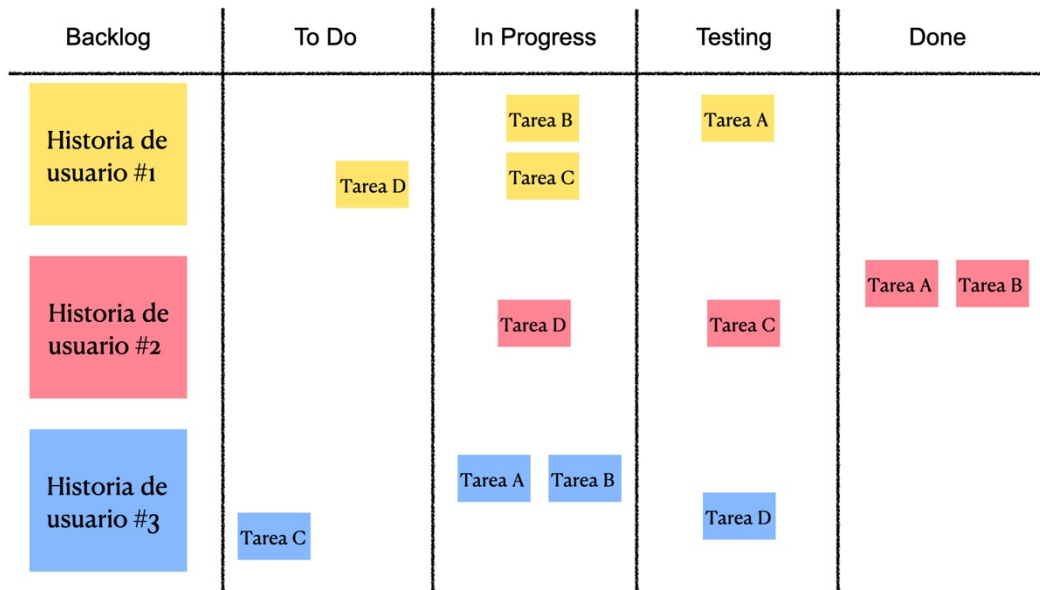 Backlog
To Do
In Progress
Testing
Done
Historia de
usuario #1
Tarea D
Tarea B
Tarea C
Tarea A
Historia de
usuario #2
Tarea D
Tarea C
Tarea A
Tarea B
Historia de
usuario #3
Tarea C
Tarea A
Tarea B
Tarea D